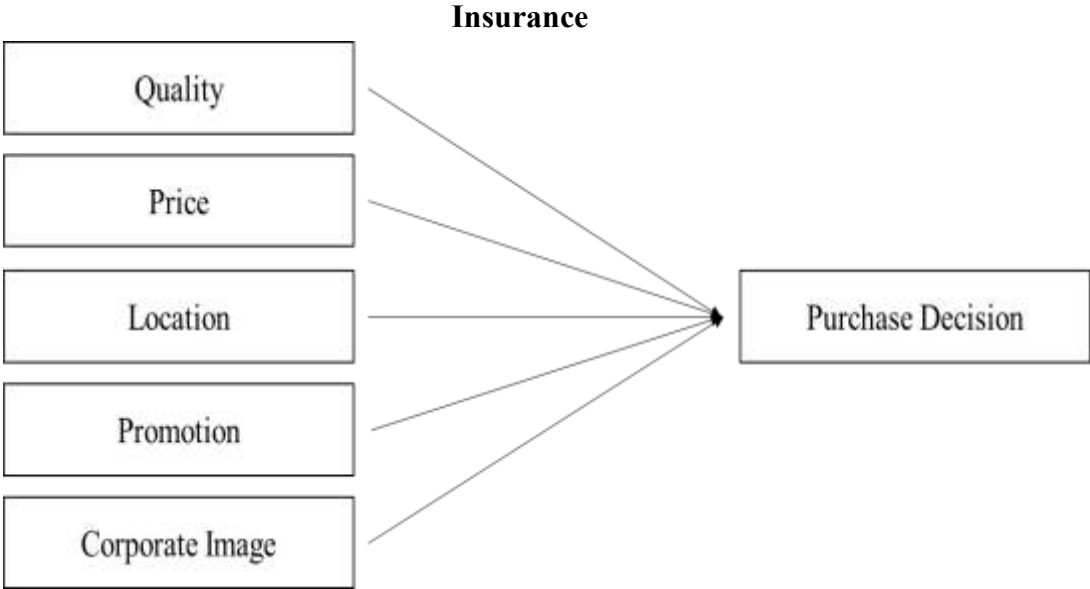 Insurance
Quality
Price
Location
Purchase Decision
Promotion
Corporate Image